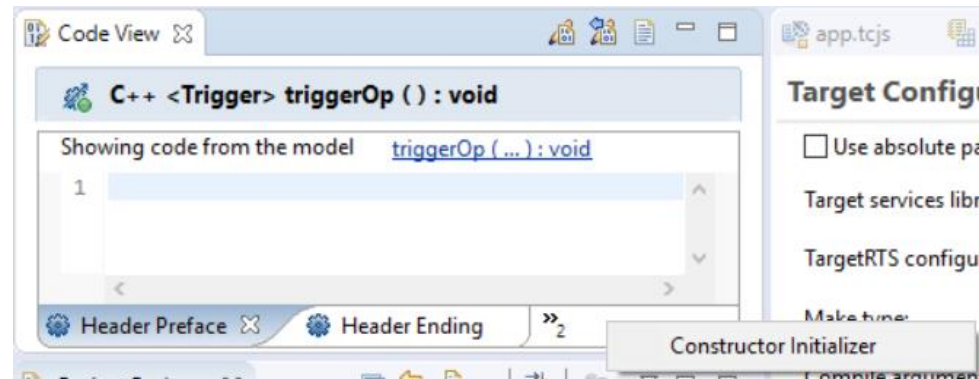 Code View
app.tcjs
C++ <Trigger> triggerOp ( ) : void
Target Configu
Showing code from the model triggerOp ( ... ) : void
Use absolute pa
1
Target services libr
TargetRTS configu
Header Preface
Header Ending
»2
Make type:
Constructor Initializer